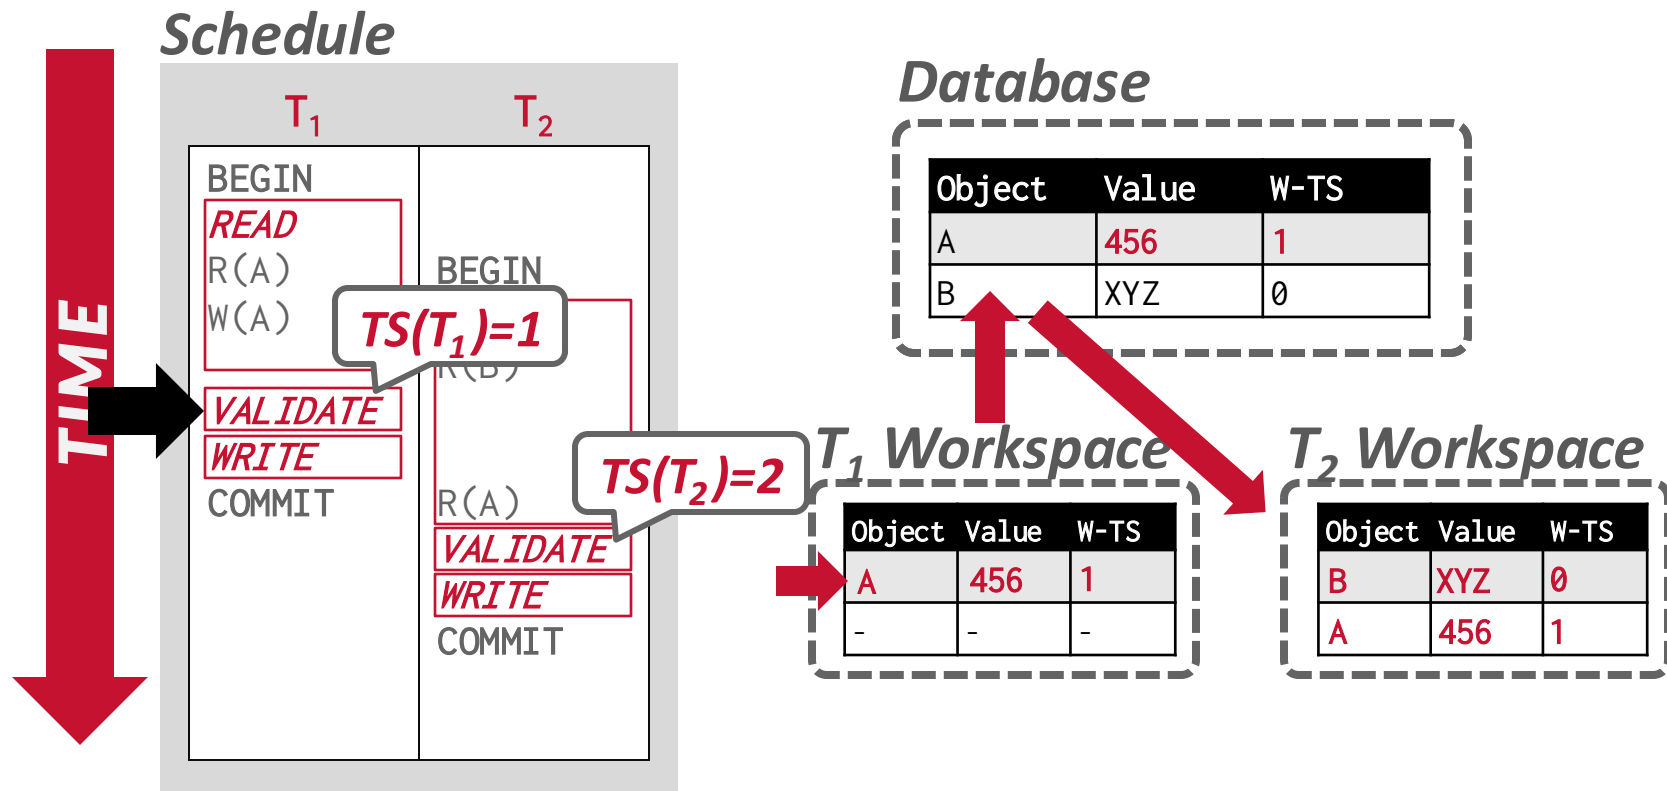 Schedule
T1
T2
BEGIN
READ
R(A)
W(A)
VALIDATE
WRITE
COMMIT
BEGIN
R(B)
R(A)
VALIDATE
WRITE
COMMIT
TS(T1)=1
TS(T2)=2
TIME
Database
Object Value W-TS
A 456 1
B XYZ 0
T1 Workspace
Object Value W-TS
A 456 1
- - -
T2 Workspace
Object Value W-TS
B XYZ 0
A 456 1